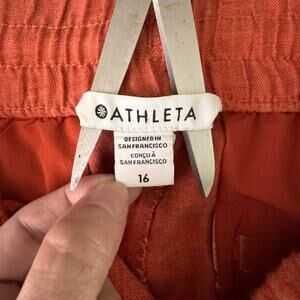 ATHLETA
DESIGNED IN
SAN FRANCISCO
CONÇU À
SAN FRANCISCO
16